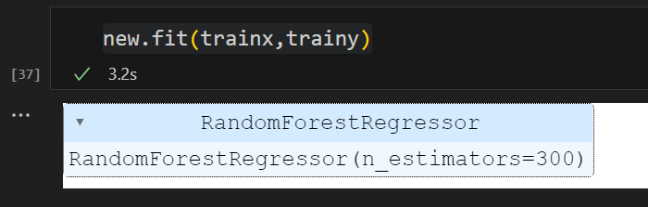 new.fit(trainx,trainy)
[37]
3.2s
...
RandomForestRegressor
RandomForestRegressor(n_estimators=300)